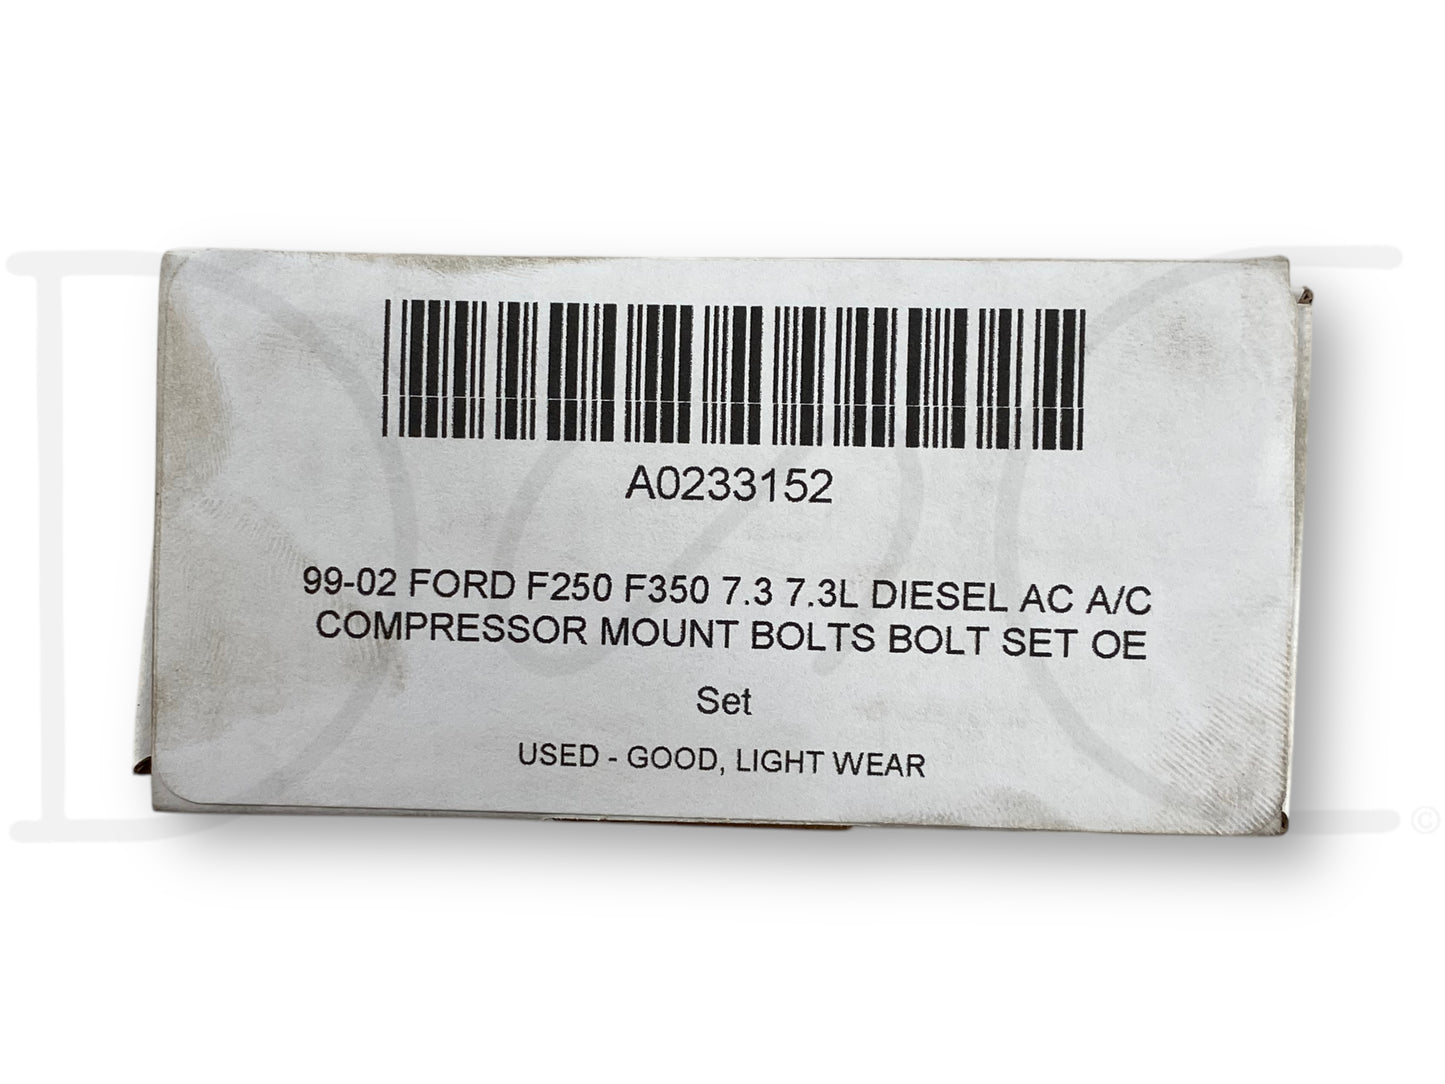 A0233152
99-02 FORD F250 F350 7.3 7.3L DIESEL AC A/C
COMPRESSOR MOUNT BOLTS BOLT SET OE
Set
USED - GOOD, LIGHT WEAR
©